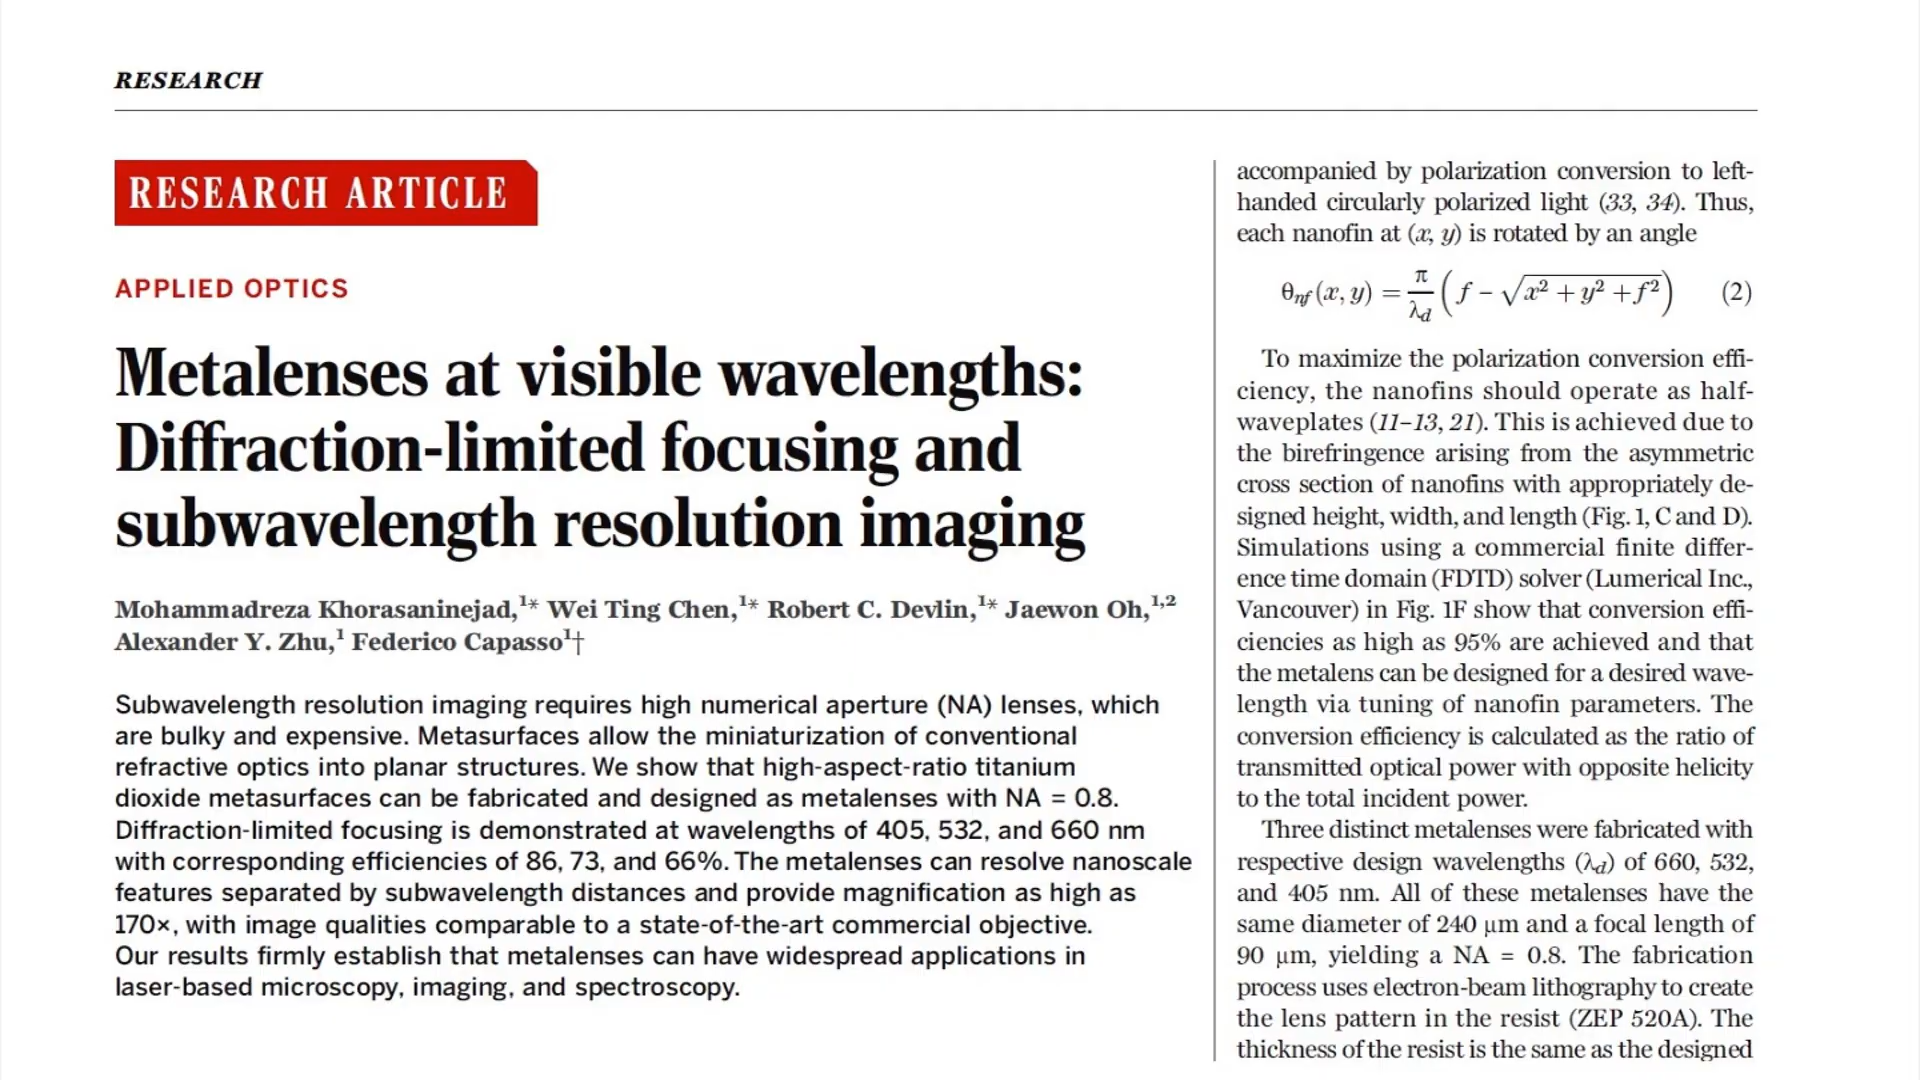 RESEARCH
RESEARCH ARTICLE
APPLIED OPTICS
Metalenses at visible wavelengths:
Diffraction-limited focusing and
subwavelength resolution imaging
Mohammadreza Khorasaninejad,¹* Wei Ting Chen,¹* Robert C. Devlin,¹* Jaewon Oh,¹,²
Alexander Y. Zhu,¹ Federico Capasso¹†
Subwavelength resolution imaging requires high numerical aperture (NA) lenses, which
are bulky and expensive. Metasurfaces allow the miniaturization of conventional
refractive optics into planar structures. We show that high-aspect-ratio titanium
dioxide metasurfaces can be fabricated and designed as metalenses with NA = 0.8.
Diffraction-limited focusing is demonstrated at wavelengths of 405, 532, and 660 nm
with corresponding efficiencies of 86, 73, and 66%. The metalenses can resolve nanoscale
features separated by subwavelength distances and provide magnification as high as
170×, with image qualities comparable to a state-of-the-art commercial objective.
Our results firmly establish that metalenses can have widespread applications in
laser-based microscopy, imaging, and spectroscopy.
accompanied by polarization conversion to left-
handed circularly polarized light (33, 34). Thus,
each nanofin at (x, y) is rotated by an angle
θnf(x, y) = π/λd (f − √x² + y² + f²) (2)
To maximize the polarization conversion effi-
ciency, the nanofins should operate as half-
waveplates (11–13, 21). This is achieved due to
the birefringence arising from the asymmetric
cross section of nanofins with appropriately de-
signed height, width, and length (Fig. 1, C and D).
Simulations using a commercial finite differ-
ence time domain (FDTD) solver (Lumerical Inc.,
Vancouver) in Fig. 1F show that conversion effi-
ciencies as high as 95% are achieved and that
the metalens can be designed for a desired wave-
length via tuning of nanofin parameters. The
conversion efficiency is calculated as the ratio of
transmitted optical power with opposite helicity
to the total incident power.
Three distinct metalenses were fabricated with
respective design wavelengths (λd) of 660, 532,
and 405 nm. All of these metalenses have the
same diameter of 240 μm and a focal length of
90 μm, yielding a NA = 0.8. The fabrication
process uses electron-beam lithography to create
the lens pattern in the resist (ZEP 520A). The
thickness of the resist is the same as the designed